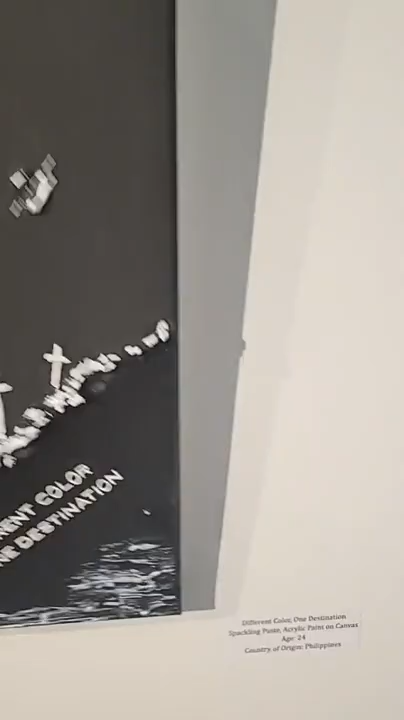 RENT COLOR
NE DESTINATION
Different Color, One Destination
Spackling Paste, Acrylic Paint on Canvas
Age: 24
Country of Origin: Philippines